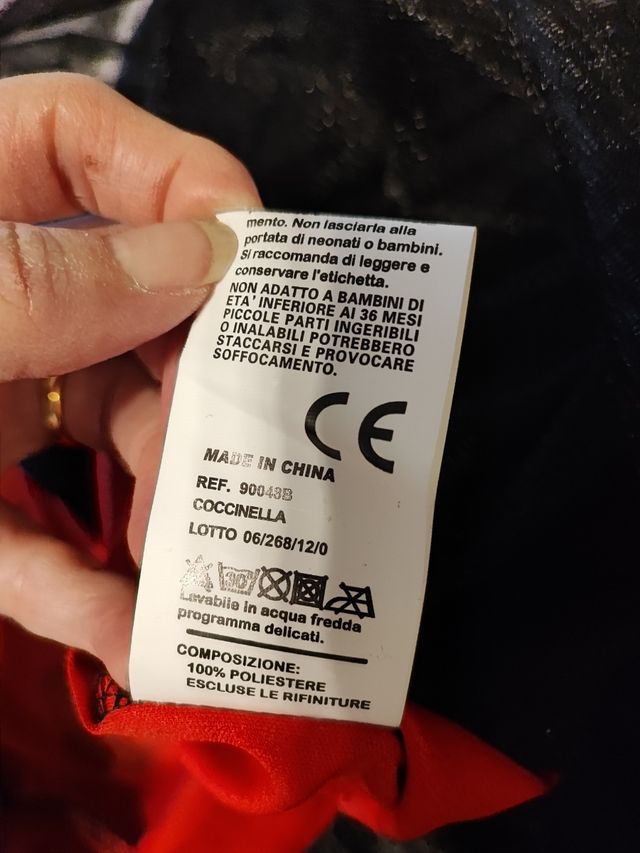 mento. Non lasciarla alla
portata di neonati o bambini.
Si raccomanda di leggere e
conservare l'etichetta.
NON ADATTO A BAMBINI DI
ETA' INFERIORE AI 36 MESI
PICCOLE PARTI INGERIBILI
O INALABILI POTREBBERO
STACCARSI E PROVOCARE
SOFFOCAMENTO.
CE
MADE IN CHINA
REF. 90043B
COCCINELLA
LOTTO 06/268/12/0
30°
Lavabile in acqua fredda
programma delicati.
COMPOSIZIONE:
100% POLIESTERE
ESCLUSE LE RIFINITURE